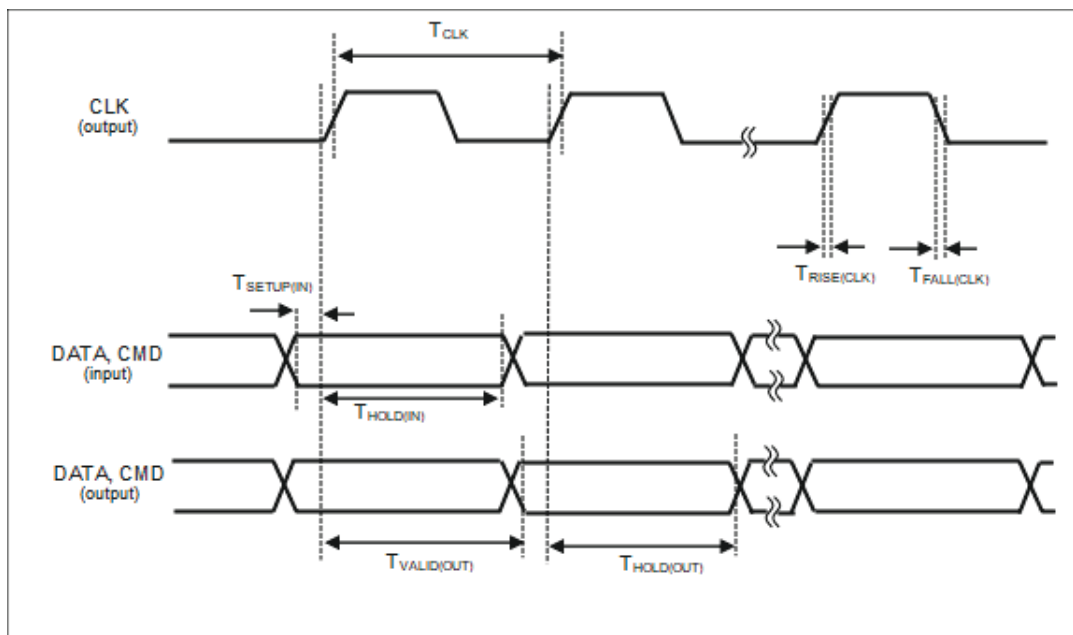 TCLK
CLK
(output)
TRISE(CLK)
TFALL(CLK)
TSETUP(IN)
DATA, CMD
(input)
THOLD(IN)
DATA, CMD
(output)
TVALID(OUT)
THOLD(OUT)